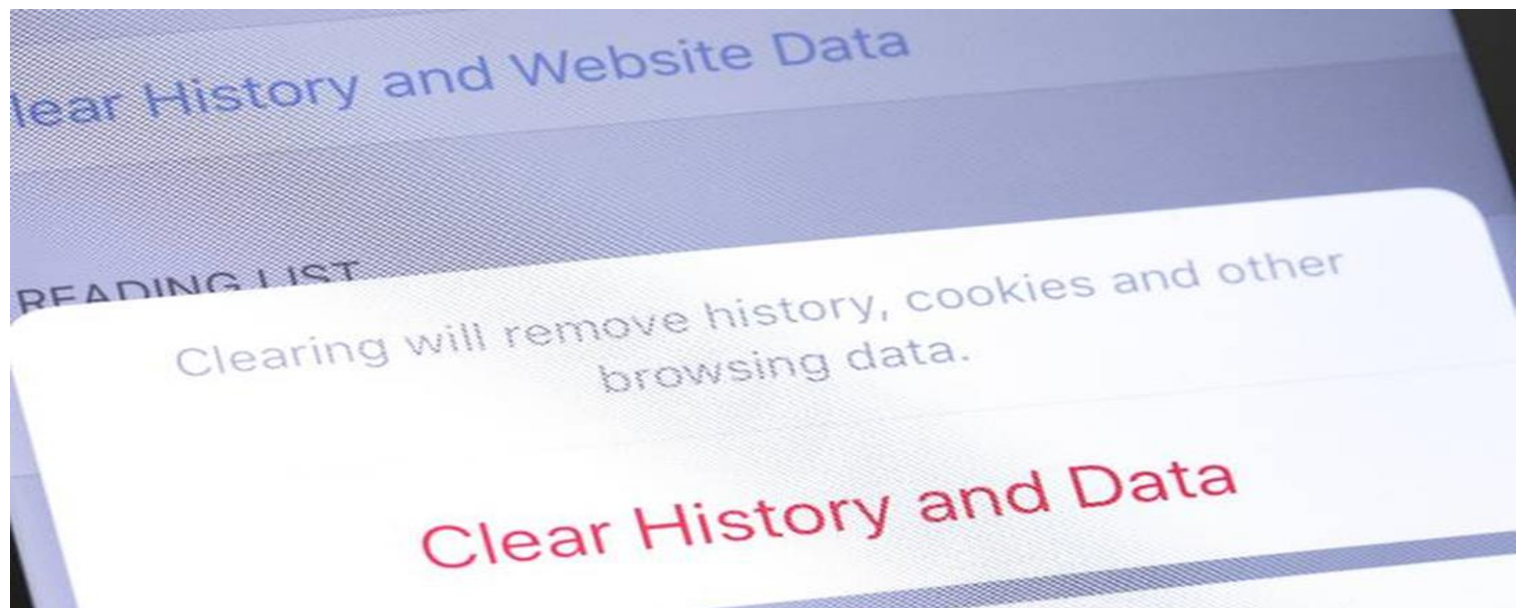 lear History and Website Data
READING LIST
Clearing will remove history, cookies and other
browsing data.
Clear History and Data